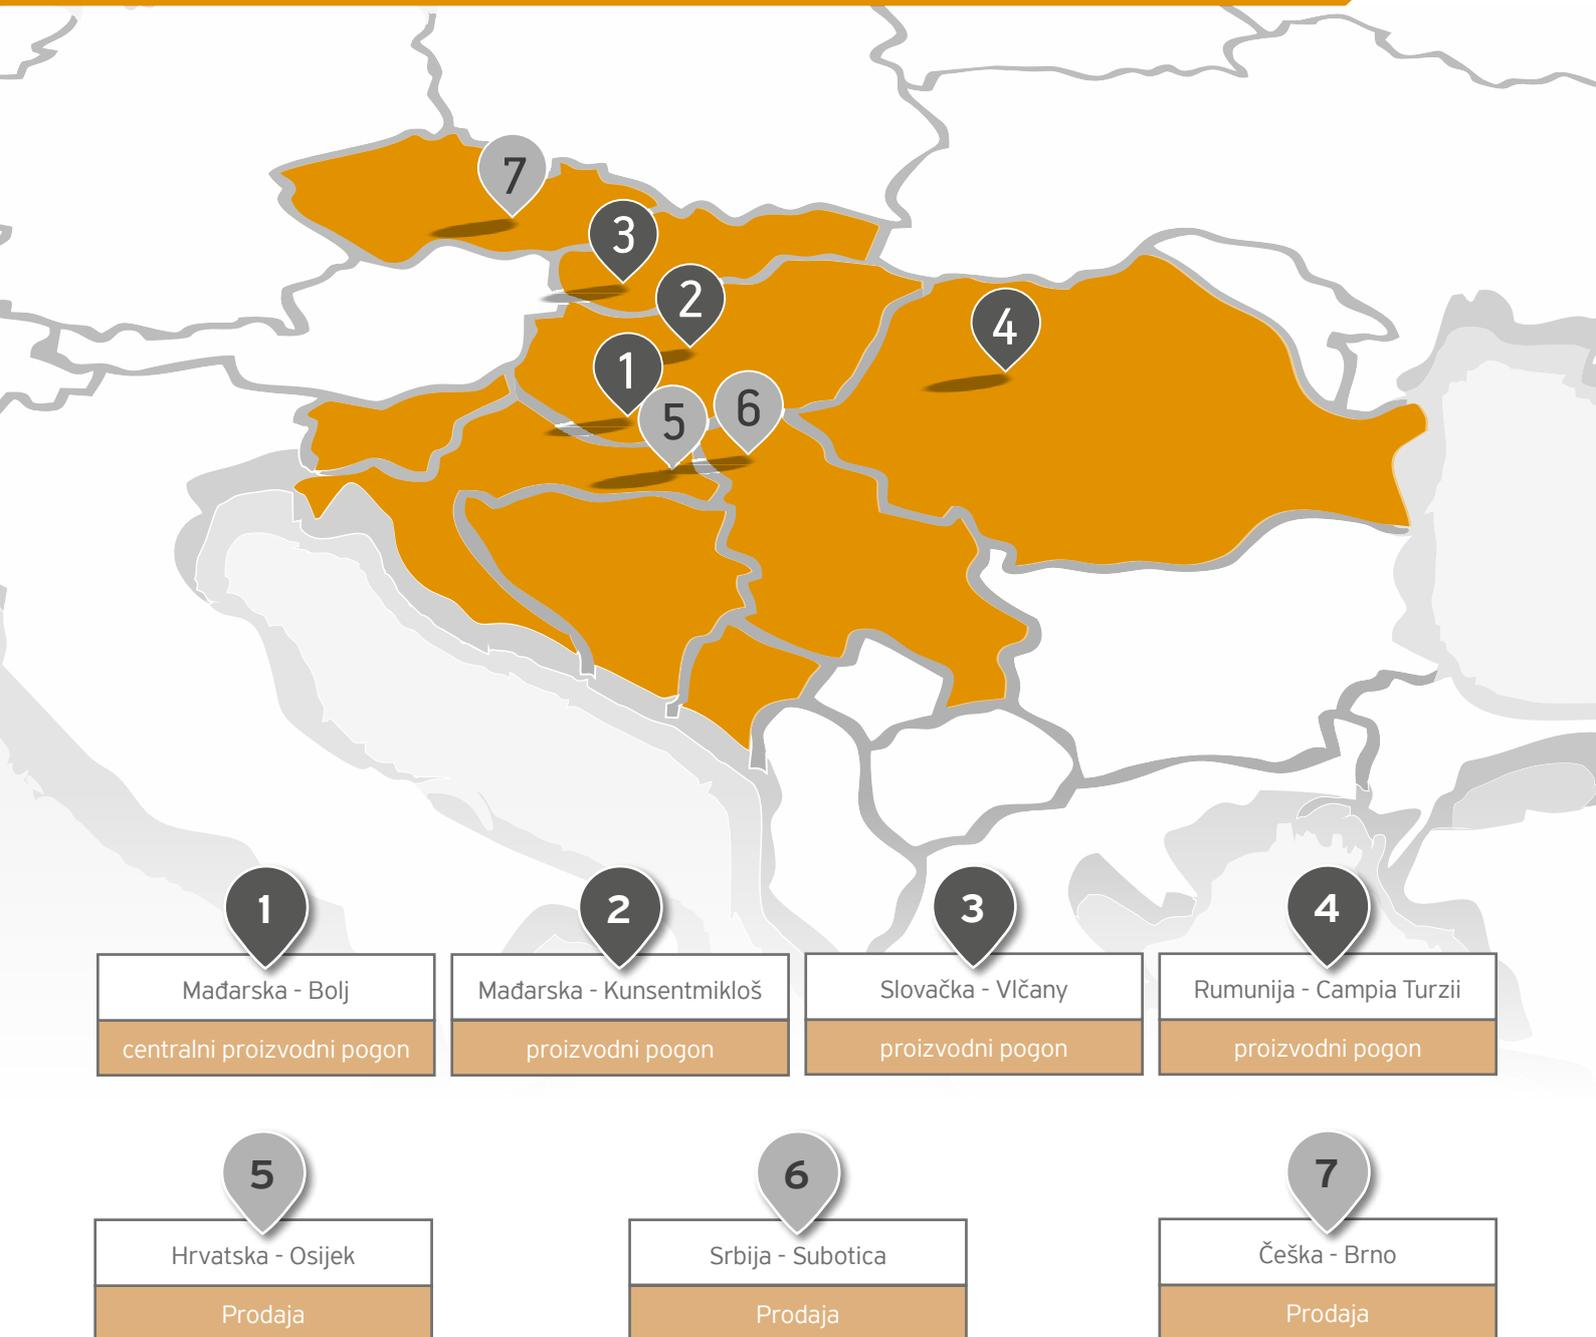 7
3
2
4
1
6
5
1
2
3
4
Mađarska - Bolj
Mađarska - Kunsentmikloš
Slovačka - Vlčany
Rumunija - Campia Turzii
centralni proizvodni pogon
proizvodni pogon
proizvodni pogon
proizvodni pogon
5
6
7
Hrvatska - Osijek
Srbija - Subotica
Češka - Brno
Prodaja
Prodaja
Prodaja